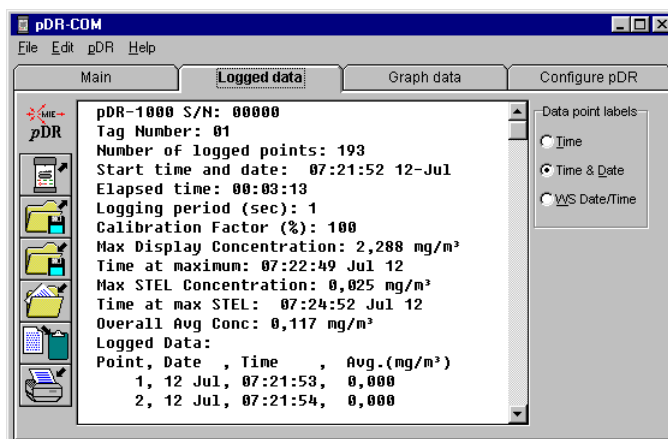 pDR-COM
File Edit pDR Help
Main Logged data Graph data Configure pDR
MIE
pDR
pDR-1000 S/N: 00000
Tag Number: 01
Number of logged points: 193
Start time and date:  07:21:52 12-Jul
Elapsed time: 00:03:13
Logging period (sec): 1
Calibration Factor (%): 100
Max Display Concentration: 2,288 mg/m³
Time at maximum: 07:22:49 Jul 12
Max STEL Concentration: 0,025 mg/m³
Time at max STEL:  07:24:52 Jul 12
Overall Avg Conc: 0,117 mg/m³
Logged Data:
Point, Date  , Time    ,  Avg.(mg/m³)
1, 12 Jul, 07:21:53,  0,000
2, 12 Jul, 07:21:54,  0,000
Data point labels
Time
Time & Date
WS Date/Time